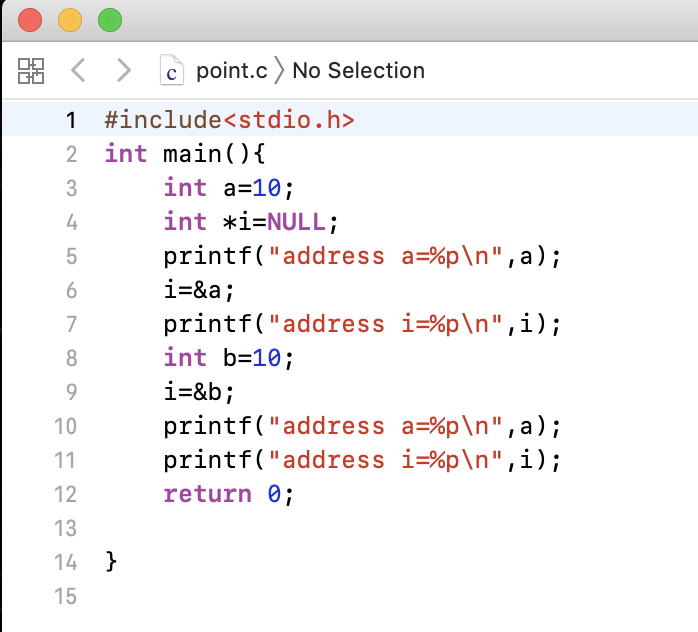 c point.c 〉 No Selection
1 #include<stdio.h>
2 int main(){
3     int a=10;
4     int *i=NULL;
5     printf("address a=%p\n",a);
6     i=&a;
7     printf("address i=%p\n",i);
8     int b=10;
9     i=&b;
10     printf("address a=%p\n",a);
11     printf("address i=%p\n",i);
12     return 0;
13
14 }
15